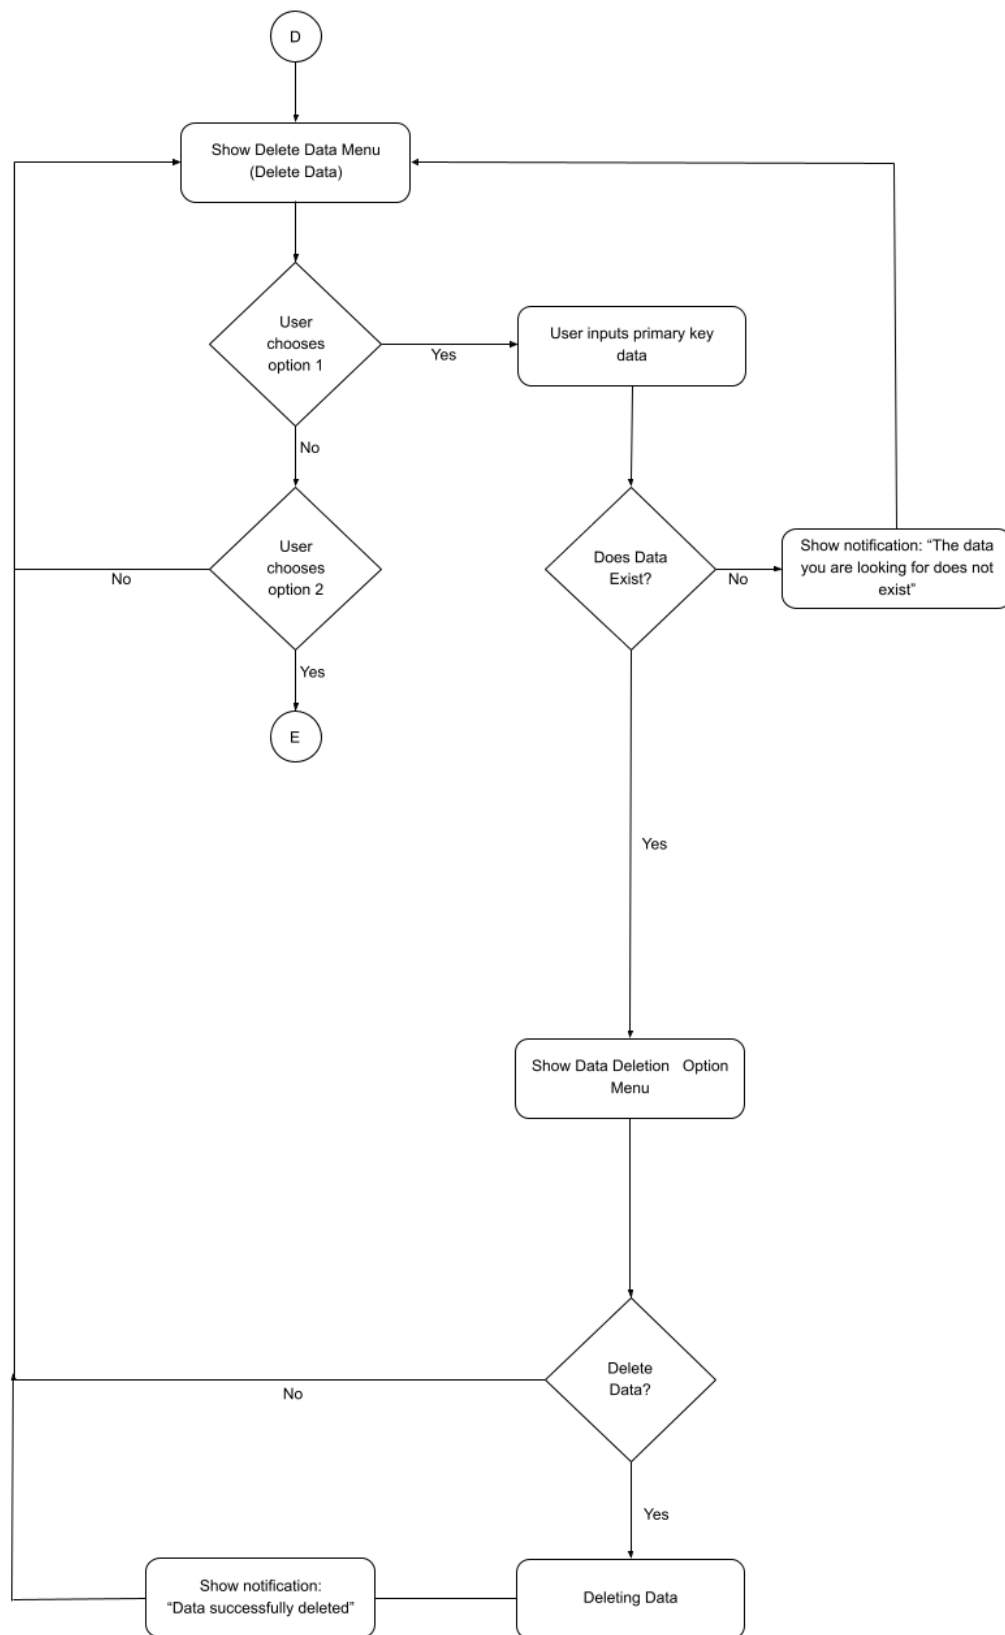 D
Show Delete Data Menu
(Delete Data)
User
chooses
option 1
Yes
User inputs primary key
data
No
User
chooses
option 2
No
Does Data
Exist?
No
Show notification: “The data
you are looking for does not
exist”
Yes
E
Yes
Show Data Deletion   Option
Menu
Delete
Data?
No
Yes
Show notification:
“Data successfully deleted”
Deleting Data